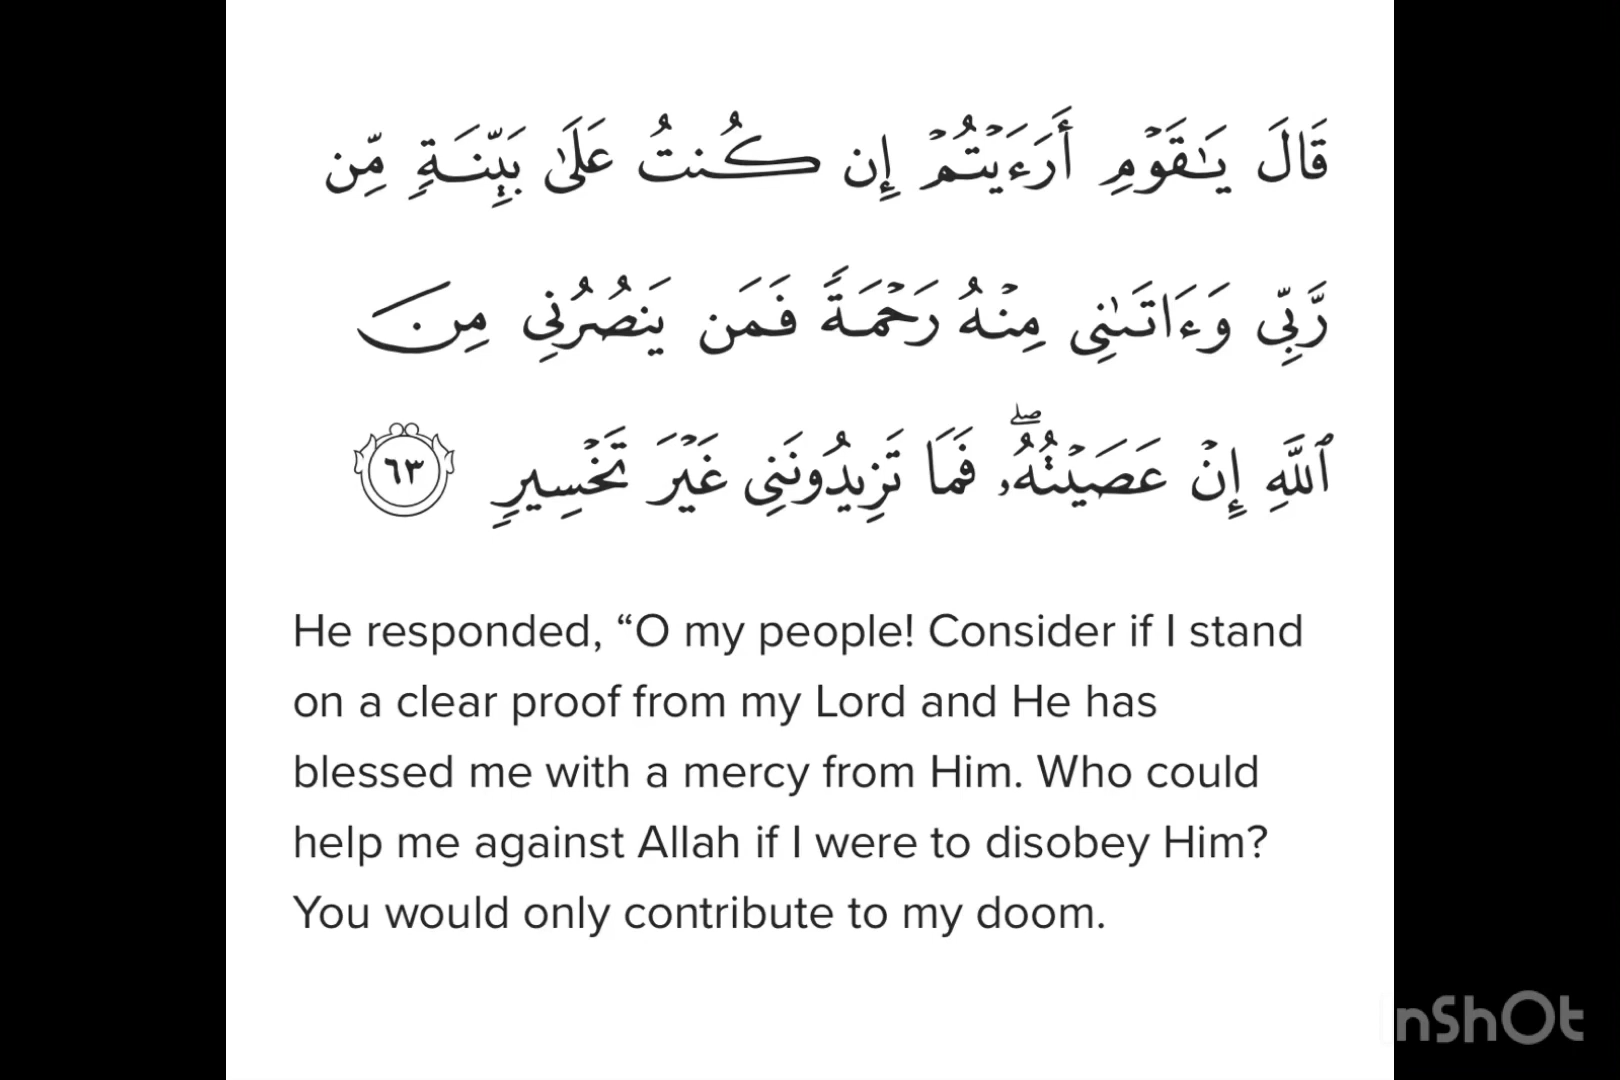 قَالَ يَـٰقَوْمِ أَرَءَيْتُمْ إِن كُنتُ عَلَىٰ بَيِّنَةٍ مِّن
رَّبِّى وَءَاتَىٰنِى مِنْهُ رَحْمَةً فَمَن يَنصُرُنِى مِنَ
ٱللَّهِ إِنْ عَصَيْتُهُۥ ۖ فَمَا تَزِيدُونَنِى غَيْرَ تَخْسِيرٍ ٦٣
He responded, “O my people! Consider if I stand
on a clear proof from my Lord and He has
blessed me with a mercy from Him. Who could
help me against Allah if I were to disobey Him?
You would only contribute to my doom.
InShOt